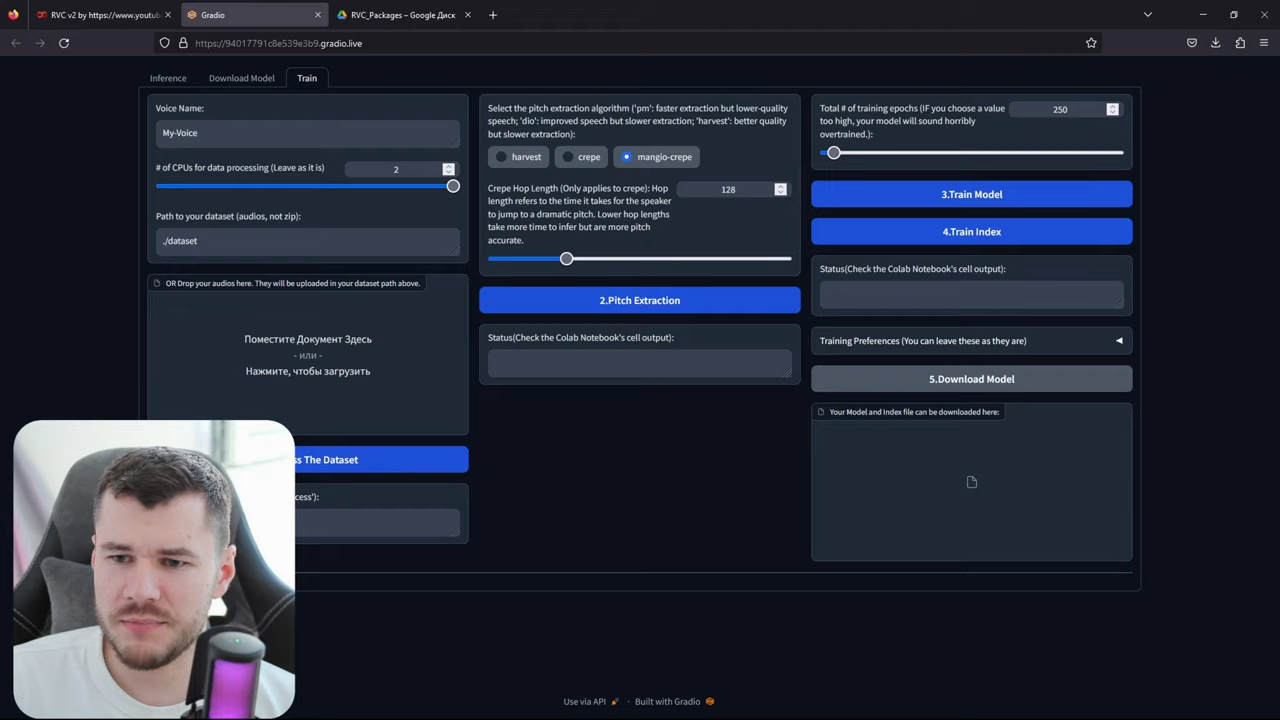 RVC v2 by https://www.youtub
Gradio
RVC_Packages – Google Диск
https://94017791c8e539e3b9.gradio.live
Inference
Download Model
Train
Voice Name:
My-Voice
# of CPUs for data processing (Leave as it is)
2
Path to your dataset (audios, not zip):
./dataset
OR Drop your audios here. They will be uploaded in your dataset path above.
Поместите Документ Здесь
- или -
Нажмите, чтобы загрузить
ss The Dataset
cess'):
Select the pitch extraction algorithm ('pm': faster extraction but lower-quality
speech; 'dio': improved speech but slower extraction; 'harvest': better quality
but slower extraction):
harvest
crepe
mangio-crepe
Crepe Hop Length (Only applies to crepe): Hop
length refers to the time it takes for the speaker
to jump to a dramatic pitch. Lower hop lengths
take more time to infer but are more pitch
accurate.
128
2.Pitch Extraction
Status(Check the Colab Notebook's cell output):
Total # of training epochs (IF you choose a value
too high, your model will sound horribly
overtrained.):
250
3.Train Model
4.Train Index
Status(Check the Colab Notebook's cell output):
Training Preferences (You can leave these as they are)
5.Download Model
Your Model and Index file can be downloaded here:
Use via API
·
Built with Gradio